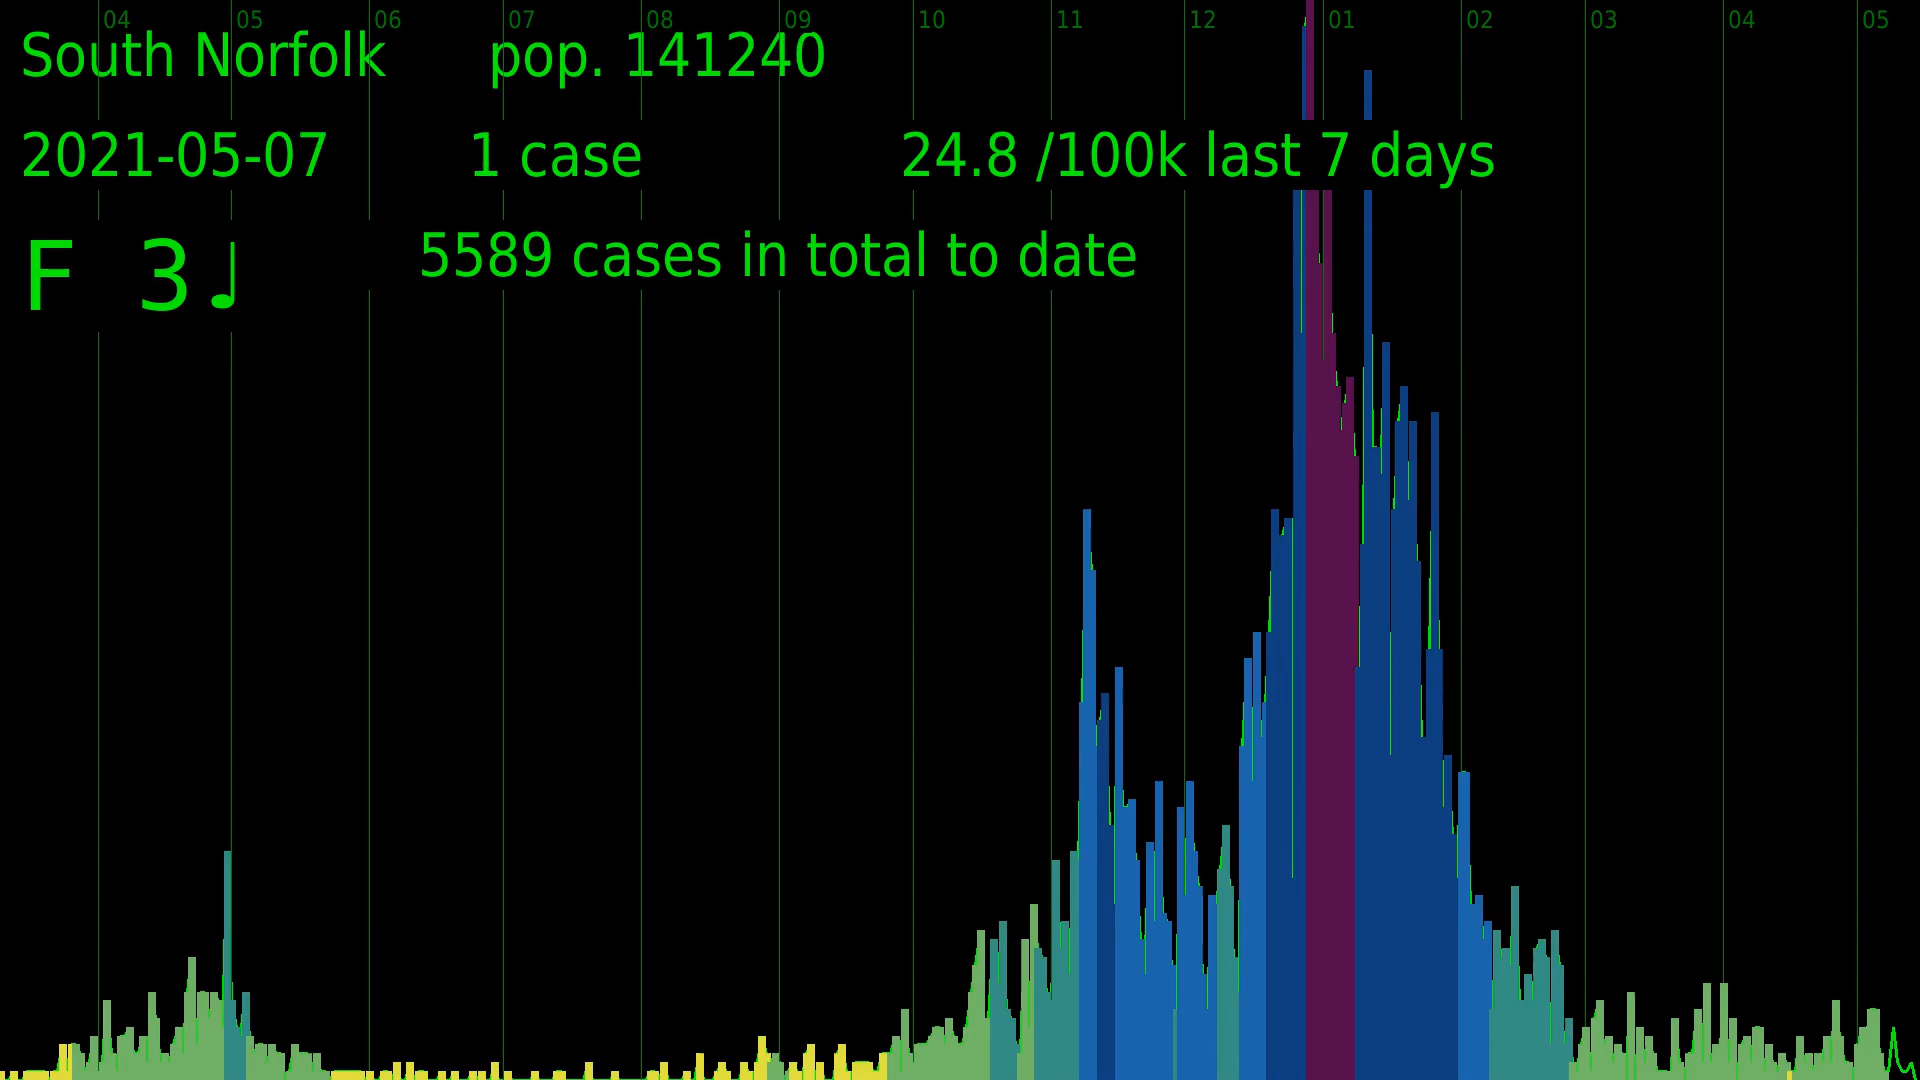 04 05 06 07 08 09 10 11 12 01 02 03 04 05
South Norfolk pop. 141240
2021-05-07 1 case 24.8 /100k last 7 days
F 3♩ 5589 cases in total to date